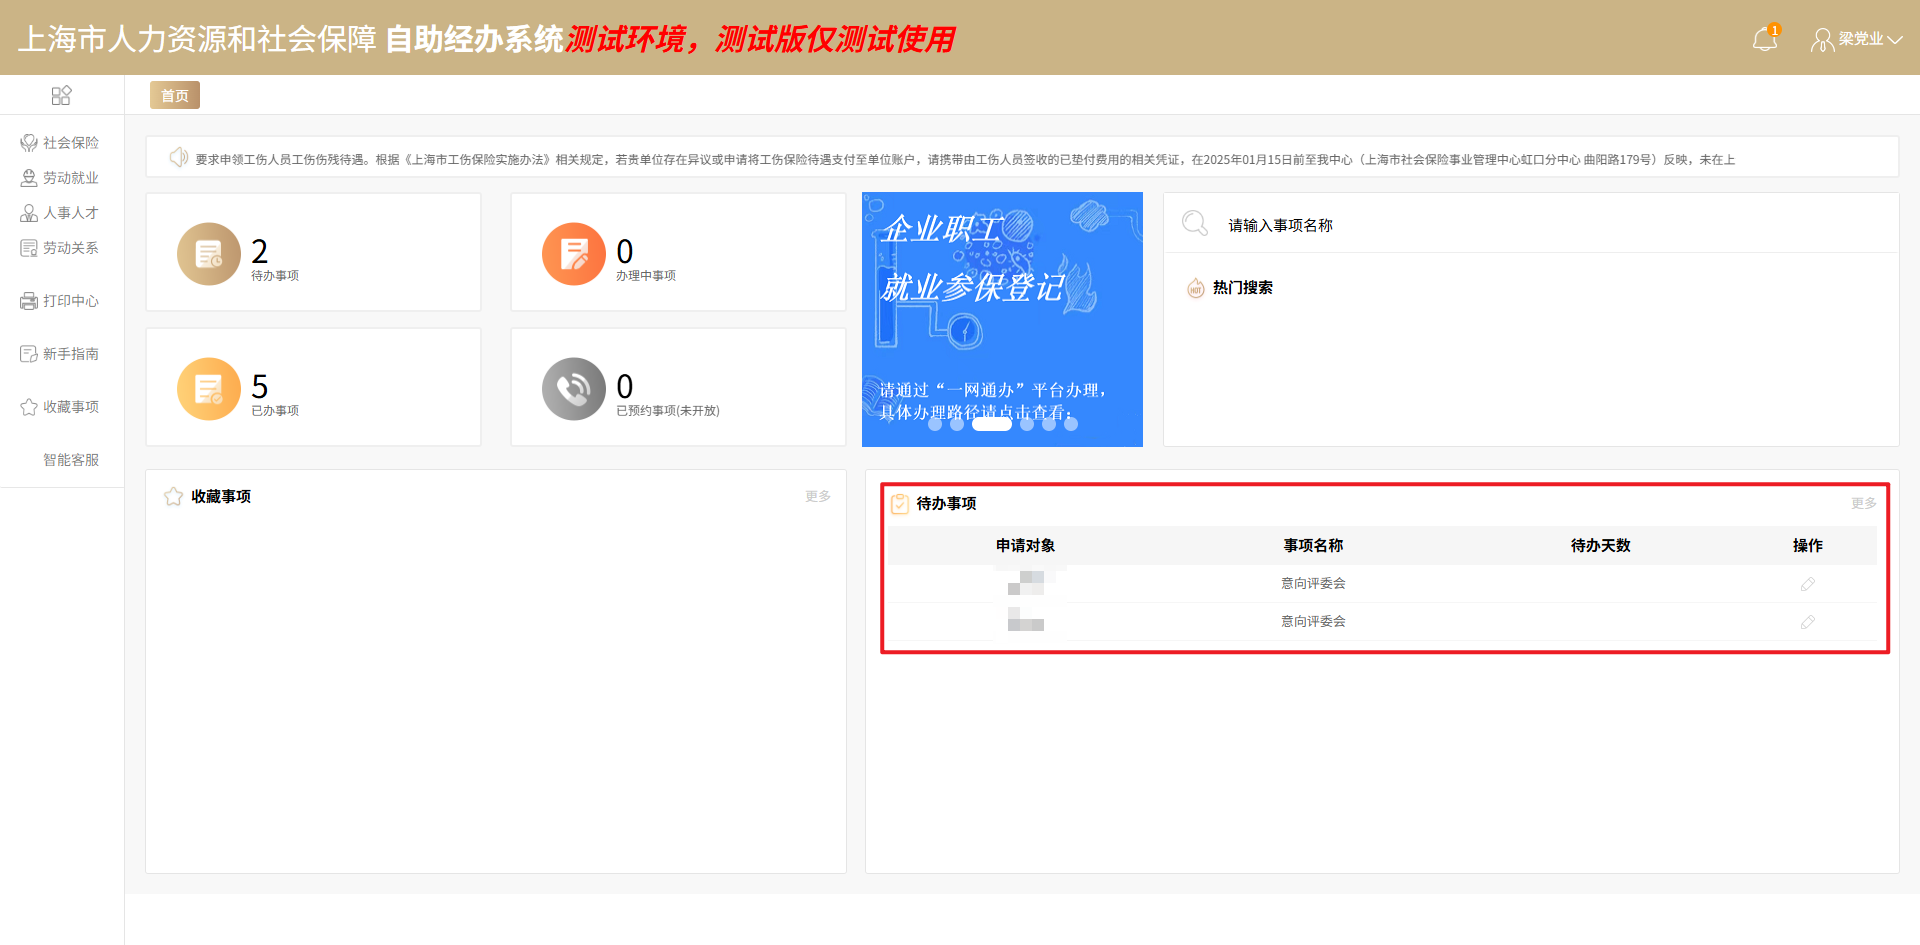 上海市人力资源和社会保障 自助经办系统测试环境，测试版仅测试使用
1
梁党业
首页
社会保险
劳动就业
人事人才
劳动关系
打印中心
新手指南
收藏事项
智能客服
要求申领工伤人员工伤伤残待遇。根据《上海市工伤保险实施办法》相关规定，若贵单位存在异议或申请将工伤保险待遇支付至单位账户，请携带由工伤人员签收的已垫付费用的相关凭证，在2025年01月15日前至我中心（上海市社会保险事业管理中心虹口分中心 曲阳路179号）反映，未在上
2
待办事项
0
办理中事项
5
已办事项
0
已预约事项(未开放)
企业职工
就业参保登记
请通过“一网通办”平台办理，
具体办理路径请点击查看：
请输入事项名称
HOT
热门搜索
收藏事项
更多
待办事项
更多
申请对象 事项名称 待办天数 操作
意向评委会
意向评委会